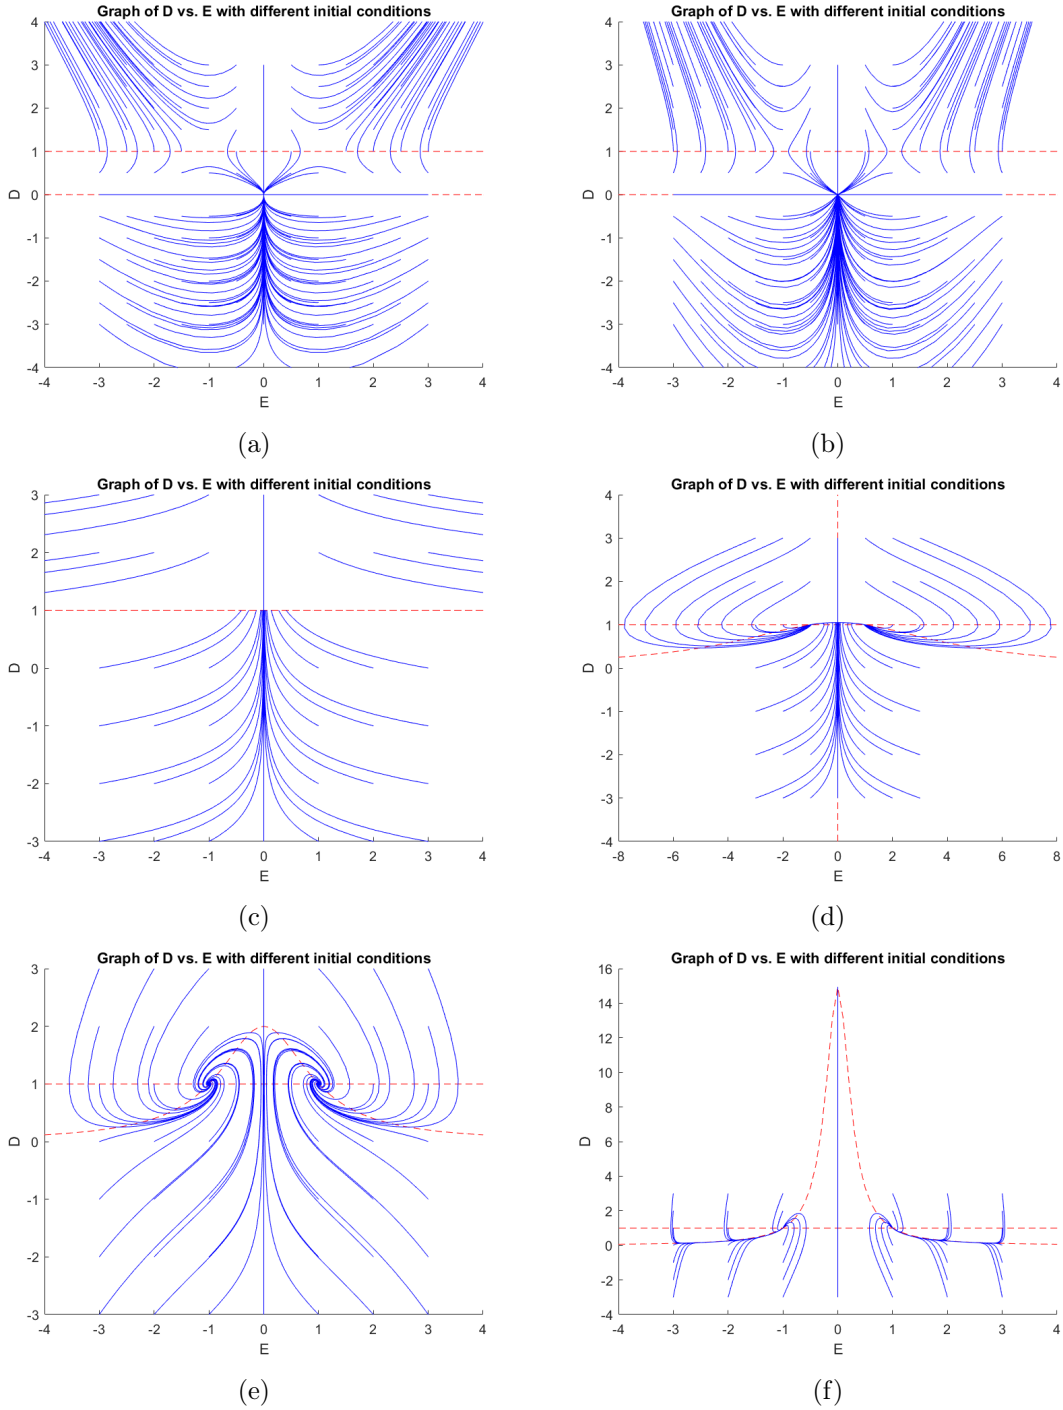 Graph of D vs. E with different initial conditions
Graph of D vs. E with different initial conditions
4
3
2
1
0
-1
-2
-3
-4
D
-4 -3 -2 -1 0 1 2 3 4
E
4
3
2
1
0
-1
-2
-3
-4
D
-4 -3 -2 -1 0 1 2 3 4
E
(a)
(b)
Graph of D vs. E with different initial conditions
Graph of D vs. E with different initial conditions
3
2
1
0
-1
-2
-3
D
-4 -3 -2 -1 0 1 2 3 4
E
4
3
2
1
0
-1
-2
-3
-4
D
-8 -6 -4 -2 0 2 4 6 8
E
(c)
(d)
Graph of D vs. E with different initial conditions
Graph of D vs. E with different initial conditions
3
2
1
0
-1
-2
-3
D
-4 -3 -2 -1 0 1 2 3 4
E
16
14
12
10
8
6
4
2
0
-2
-4
D
-4 -3 -2 -1 0 1 2 3 4
E
(e)
(f)